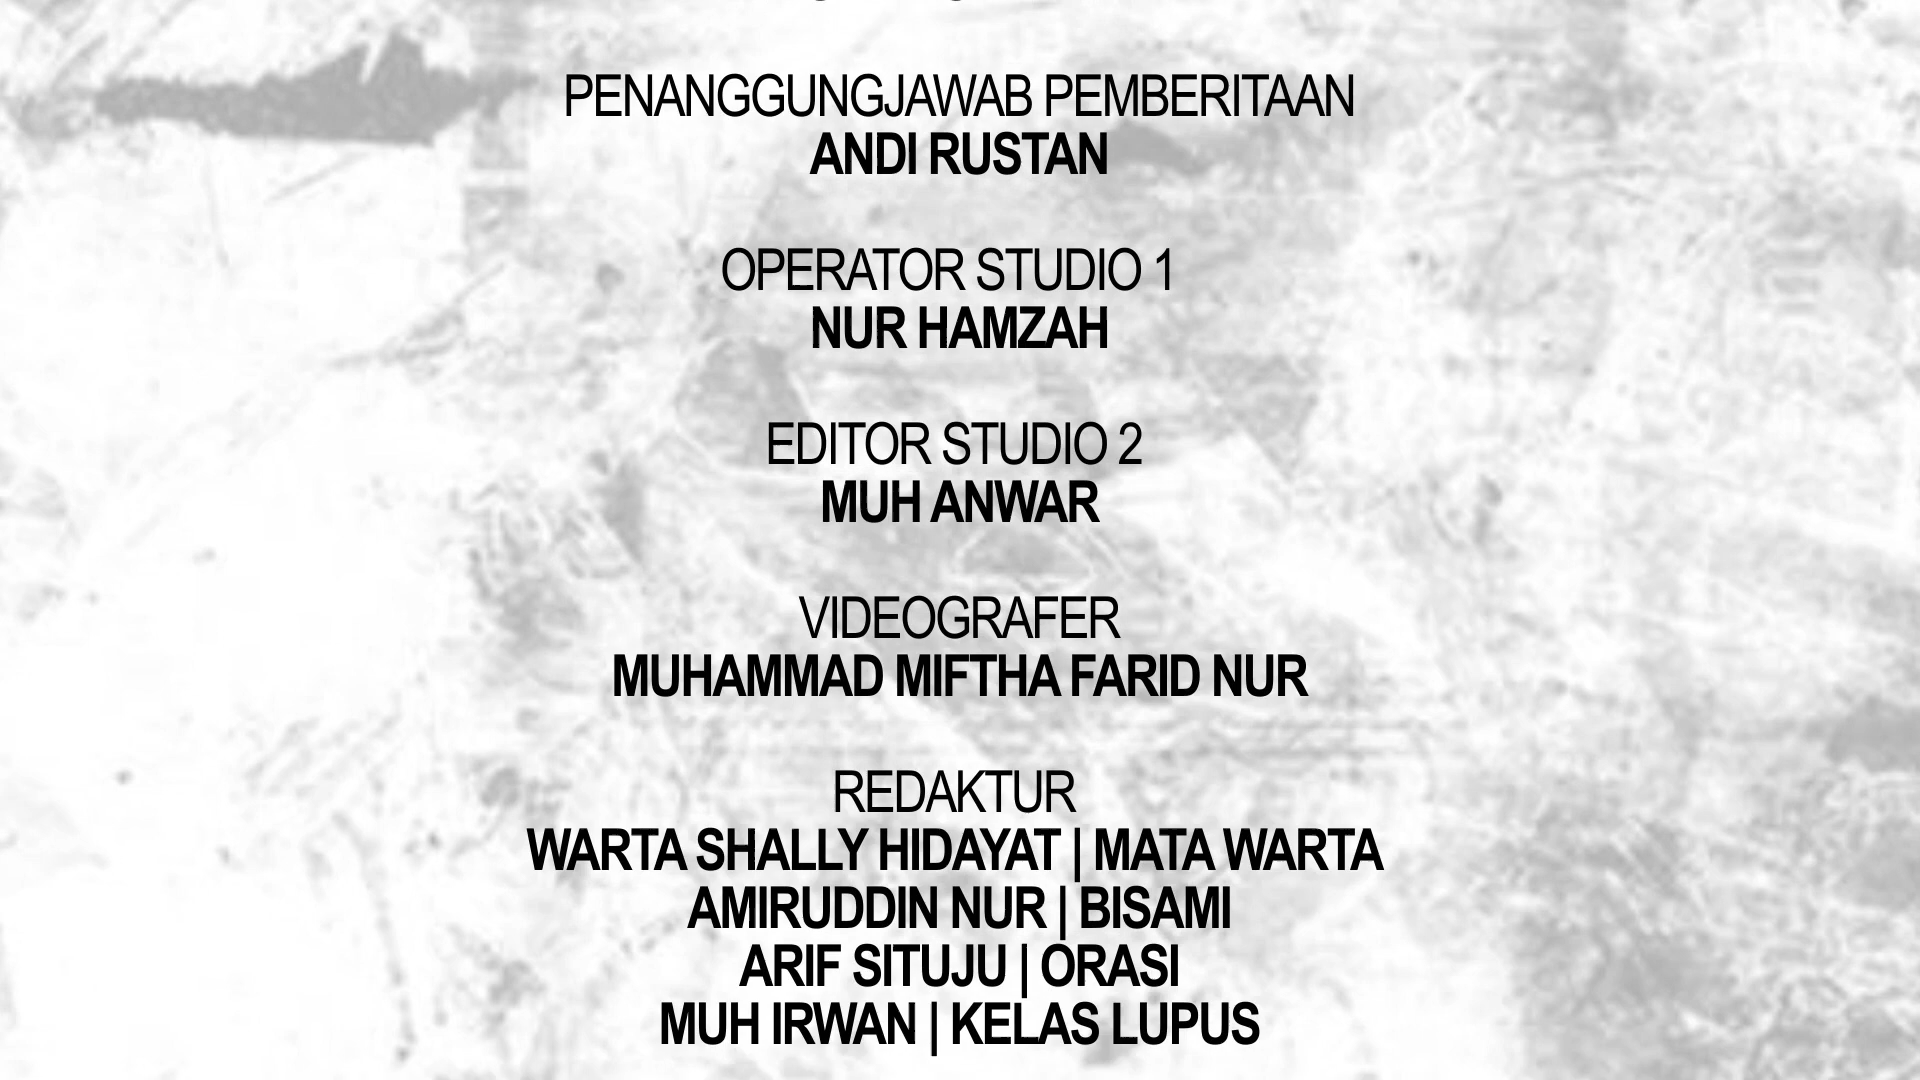 PENANGGUNGJAWAB PEMBERITAAN
ANDI RUSTAN
OPERATOR STUDIO 1
NUR HAMZAH
EDITOR STUDIO 2
MUH ANWAR
VIDEOGRAFER
MUHAMMAD MIFTHA FARID NUR
REDAKTUR
WARTA SHALLY HIDAYAT | MATA WARTA
AMIRUDDIN NUR | BISAMI
ARIF SITUJU | ORASI
MUH IRWAN | KELAS LUPUS